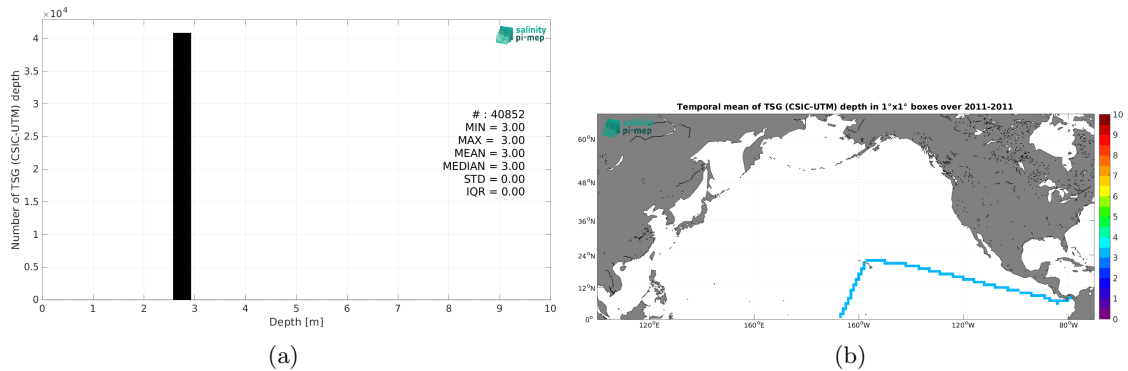 ×10⁴
4
3.5
3
2.5
2
1.5
1
0.5
0
Number of TSG (CSIC-UTM) depth
salinity
pi-mep
# : 40852
MIN = 3.00
MAX = 3.00
MEAN = 3.00
MEDIAN = 3.00
STD = 0.00
IQR = 0.00
0 1 2 3 4 5 6 7 8 9 10
Depth [m]
(a)
Temporal mean of TSG (CSIC-UTM) depth in 1°x1° boxes over 2011-2011
salinity
pi-mep
60°N
48°N
36°N
24°N
12°N
0°
120°E 160°E 160°W 120°W 80°W
10
9
8
7
6
5
4
3
2
1
0
(b)